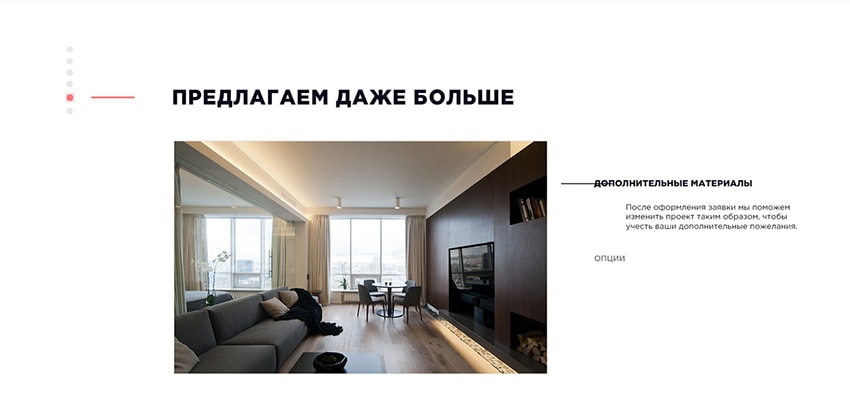 ПРЕДЛАГАЕМ ДАЖЕ БОЛЬШЕ
ДОПОЛНИТЕЛЬНЫЕ МАТЕРИАЛЫ
После оформления заявки мы поможем
изменить проект таким образом, чтобы
учесть ваши дополнительные пожелания.
ОПЦИИ